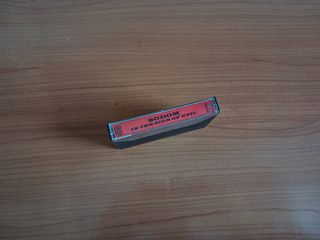 SODOM
IN THE SIGN OF EVIL